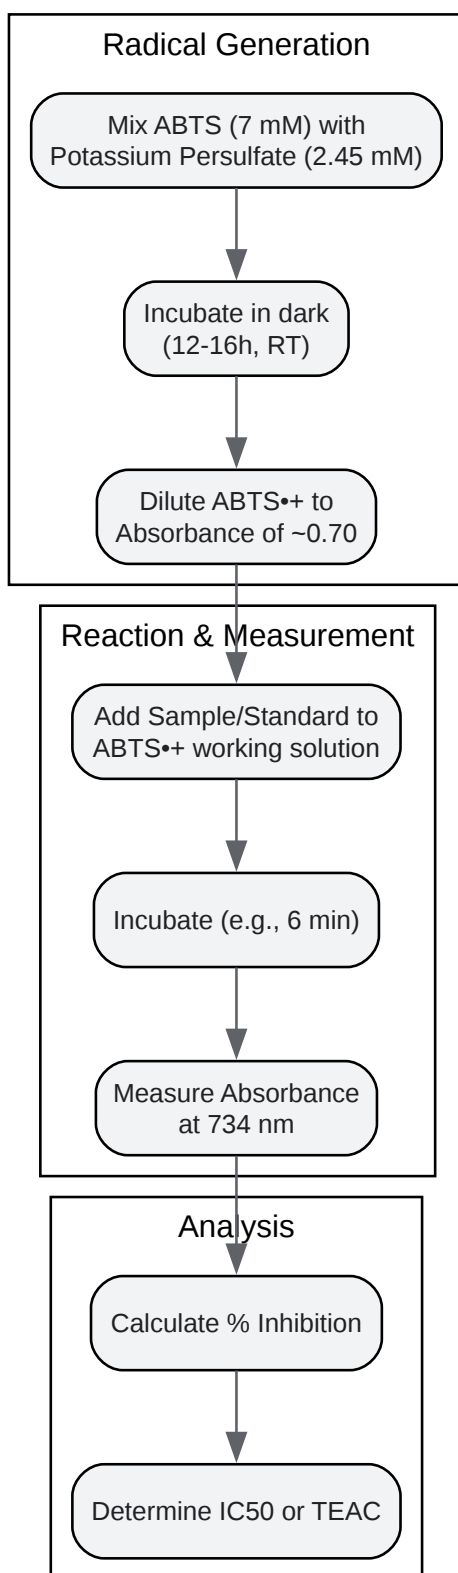 Radical Generation
Mix ABTS (7 mM) with
Potassium Persulfate (2.45 mM)
Incubate in dark
(12-16h, RT)
Dilute ABTS•+ to
Absorbance of ~0.70
Reaction & Measurement
Add Sample/Standard to
ABTS•+ working solution
Incubate (e.g., 6 min)
Measure Absorbance
at 734 nm
Analysis
Calculate % Inhibition
Determine IC50 or TEAC